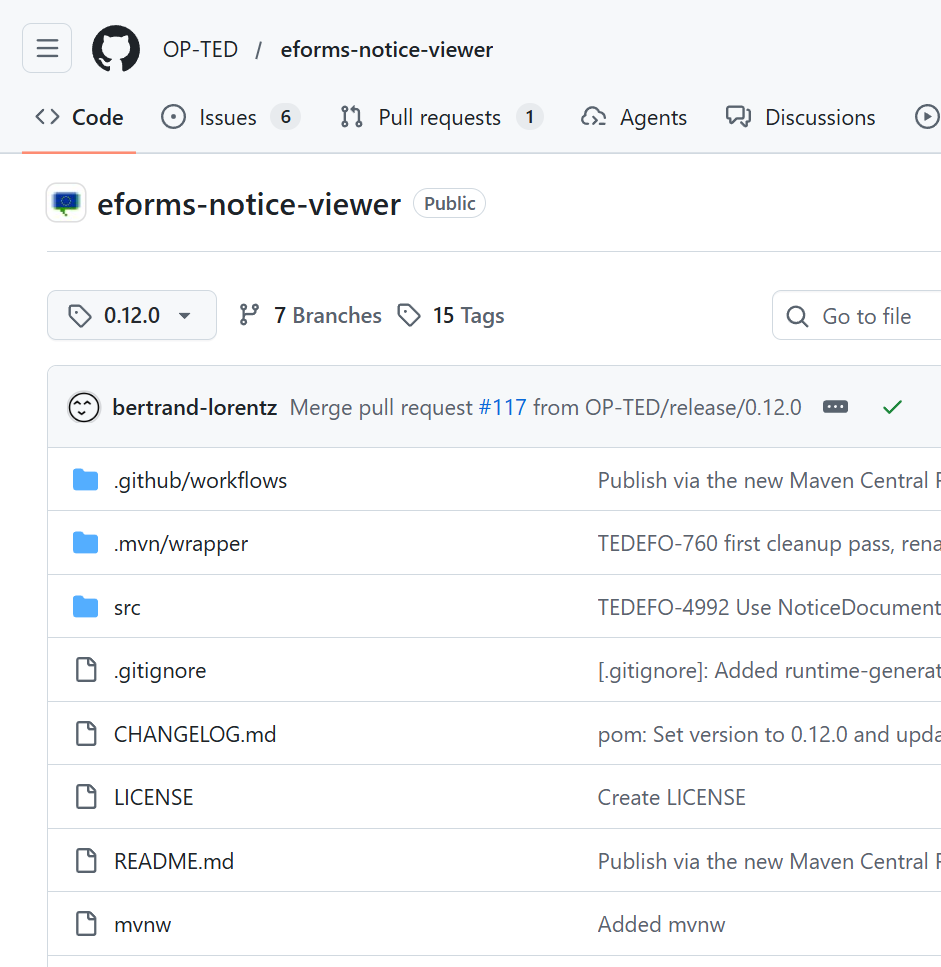 OP-TED / eforms-notice-viewer
Code Issues 6 Pull requests 1 Agents Discussions
eforms-notice-viewer Public
0.12.0 7 Branches 15 Tags Go to file
bertrand-lorentz Merge pull request #117 from OP-TED/release/0.12.0
.github/workflows Publish via the new Maven Central
.mvn/wrapper TEDEFO-760 first cleanup pass, rena
src TEDEFO-4992 Use NoticeDocument
.gitignore [.gitignore]: Added runtime-generat
CHANGELOG.md pom: Set version to 0.12.0 and upda
LICENSE Create LICENSE
README.md Publish via the new Maven Central
mvnw Added mvnw